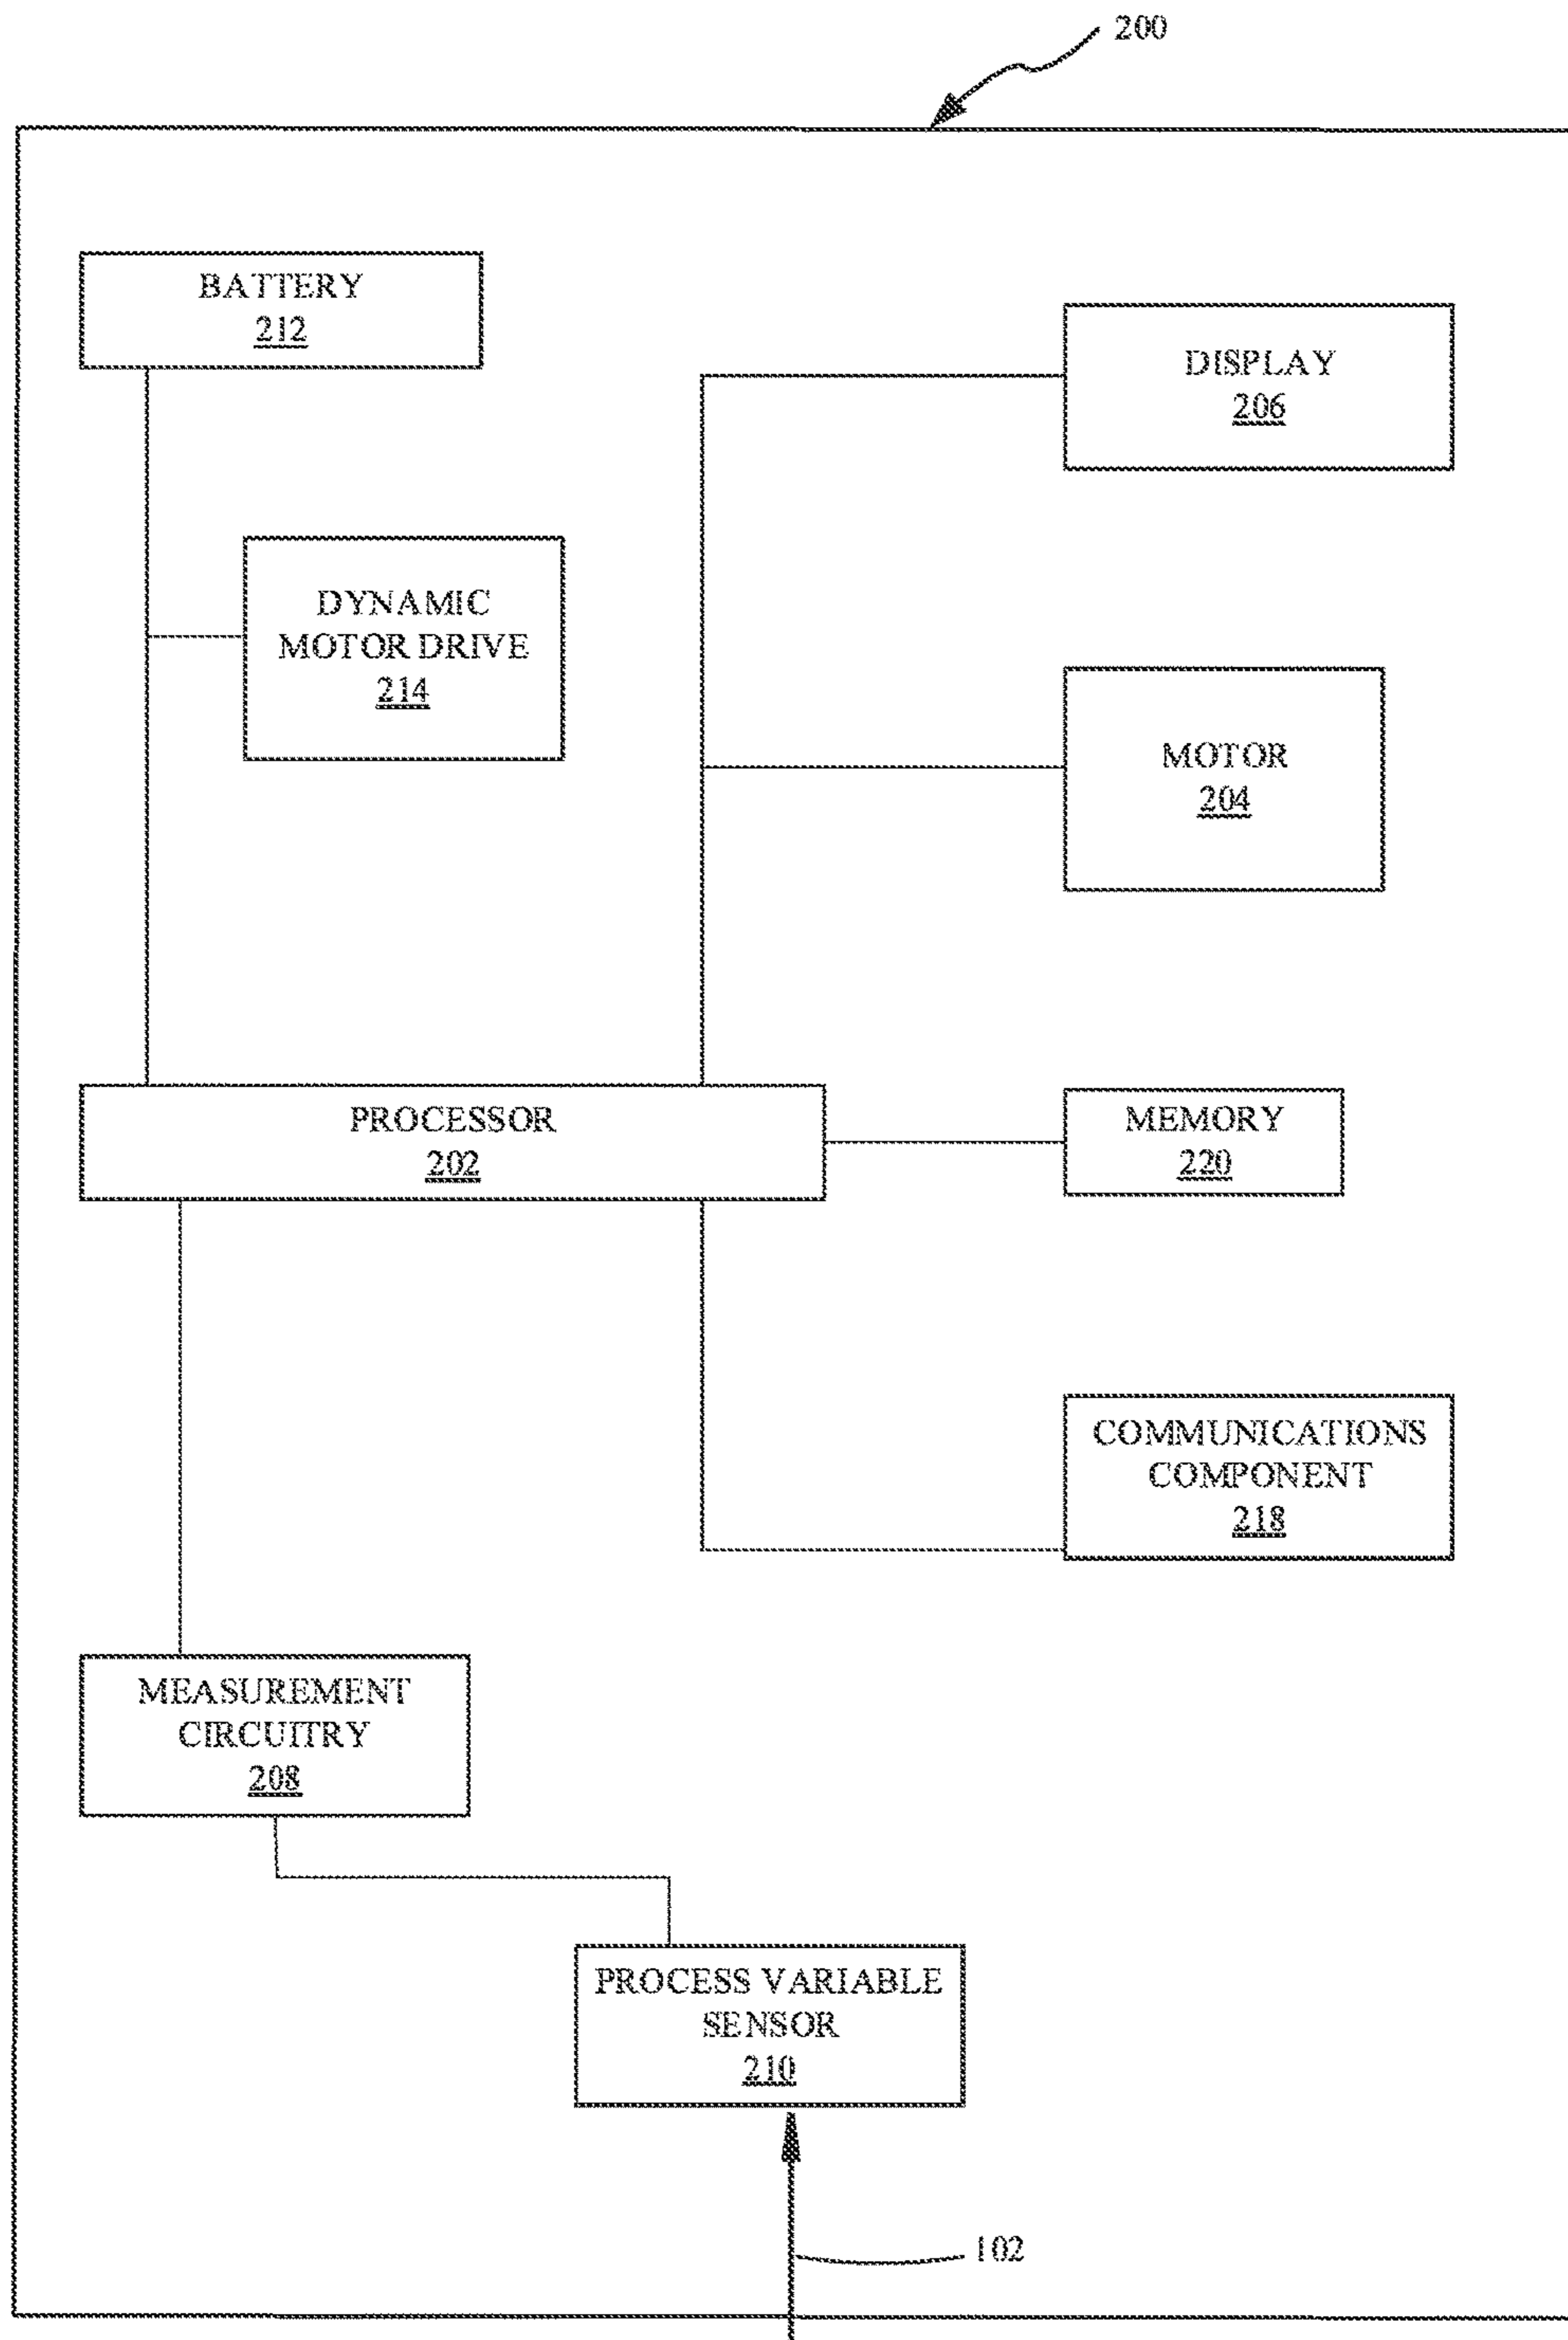 200
BATTERY
212
DISPLAY
206
DYNAMIC
MOTOR DRIVE
214
MOTOR
204
PROCESSOR
202
MEMORY
220
COMMUNICATIONS
COMPONENT
218
MEASUREMENT
CIRCUITRY
208
PROCESS VARIABLE
SENSOR
210
102